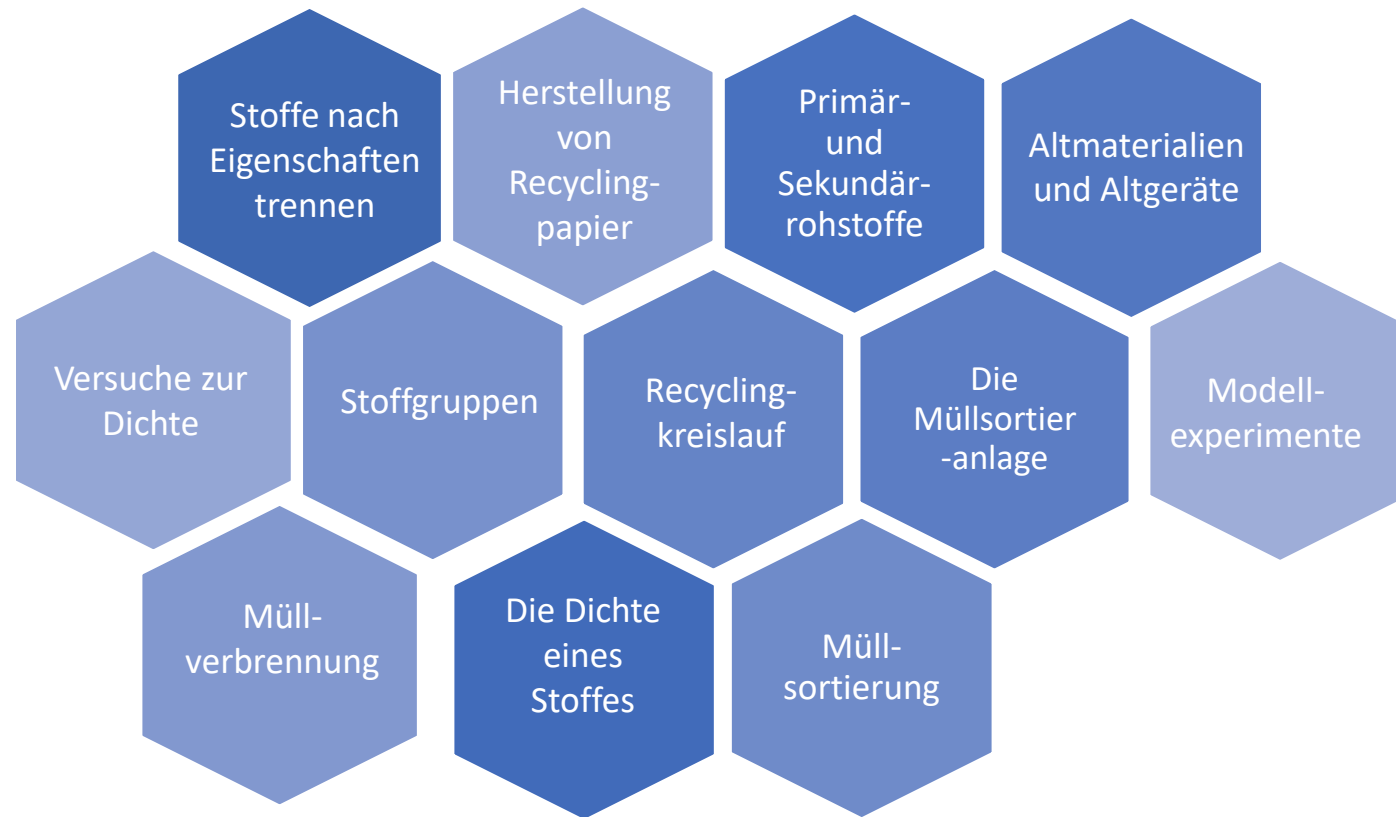 Stoffe nach
Eigenschaften
trennen
Herstellung
von
Recycling-
papier
Primär-
und
Sekundär-
rohstoffe
Altmaterialien
und Altgeräte
Versuche zur
Dichte
Stoffgruppen
Recycling-
kreislauf
Die
Müllsortier
-anlage
Modell-
experimente
Müll-
verbrennung
Die Dichte
eines
Stoffes
Müll-
sortierung